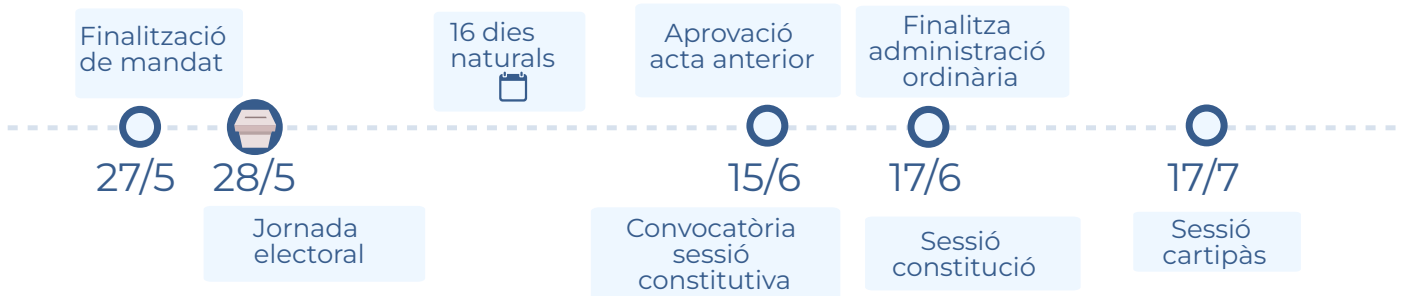 Finalització
de mandat
16 dies
naturals
Aprovació
acta anterior
Finalitza
administració
ordinària
27/5
28/5
15/6
17/6
17/7
Jornada
electoral
Convocatòria
sessió
constitutiva
Sessió
constitució
Sessió
cartipàs